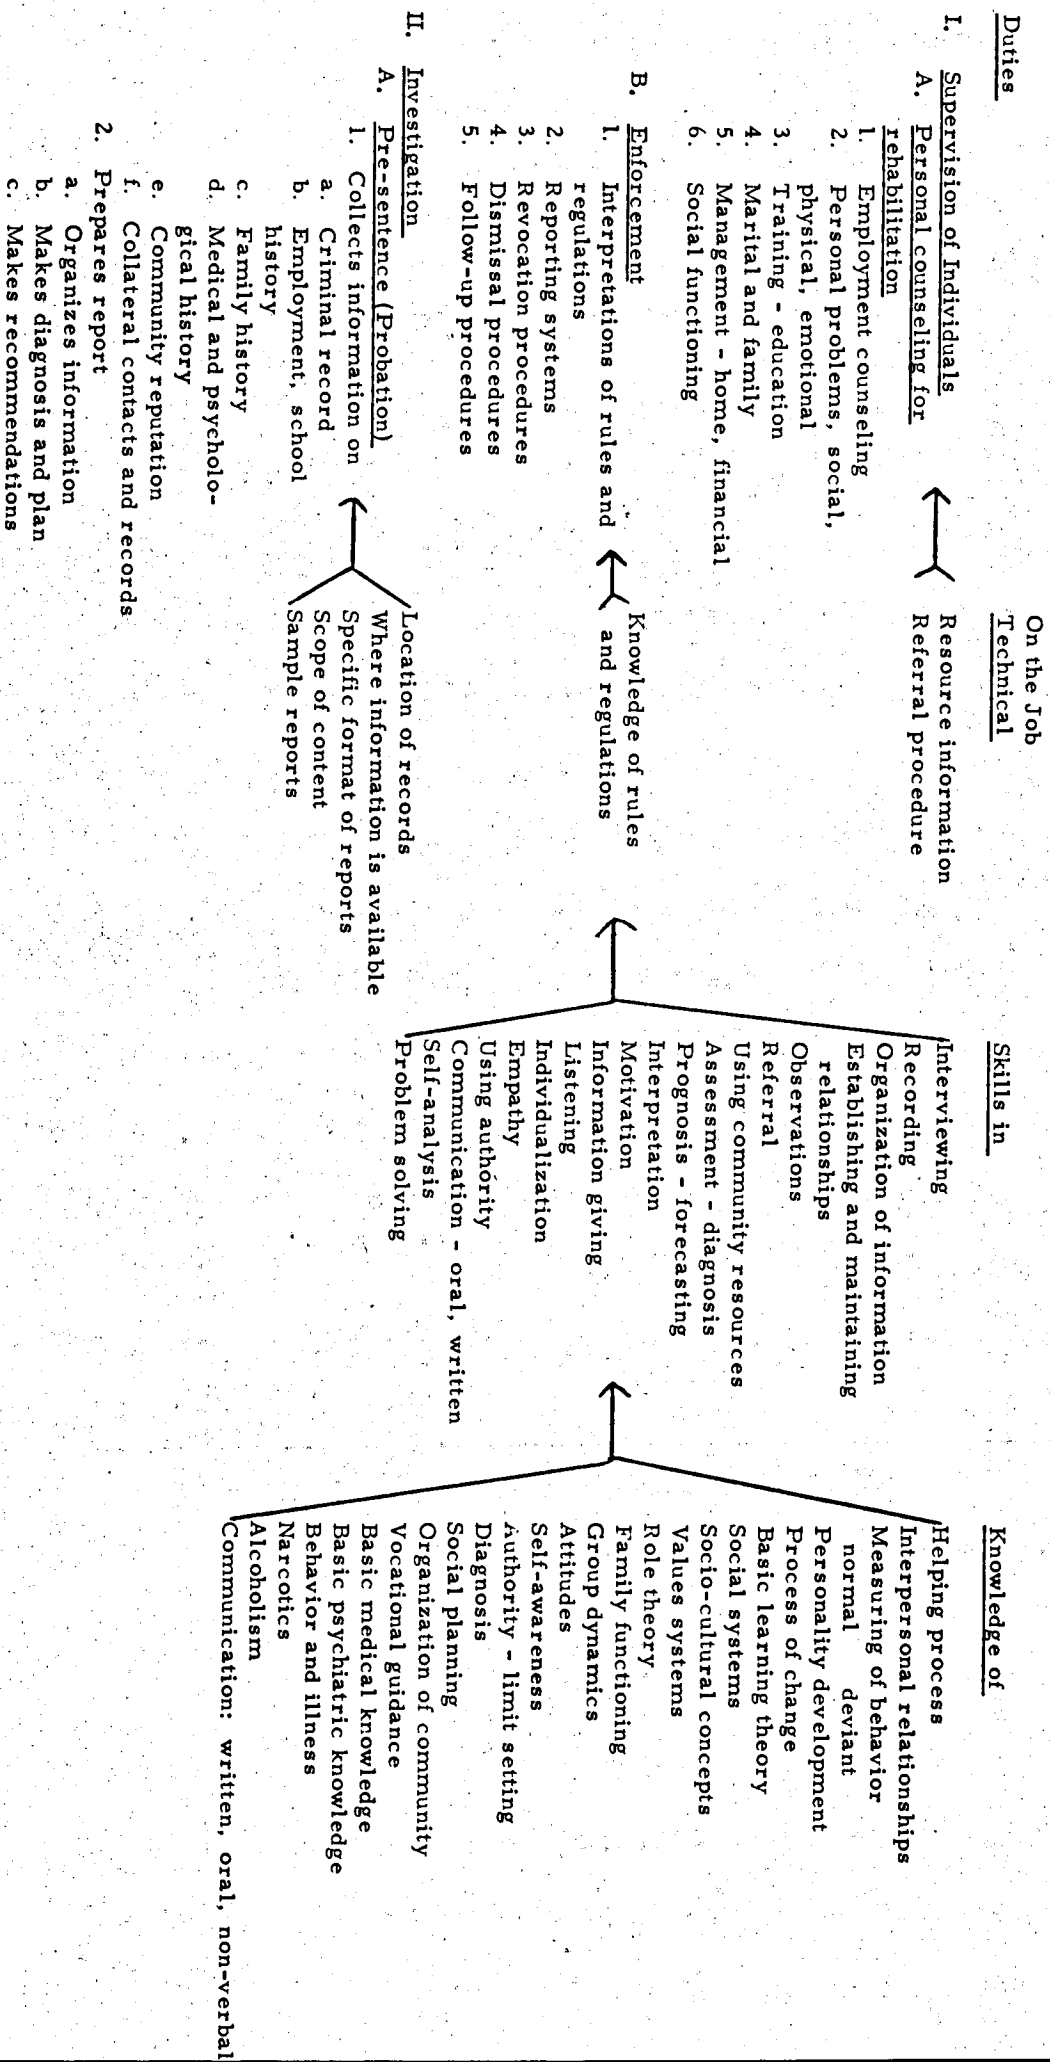 Duties
I. Supervision of Individuals
A. Personal counseling for
rehabilitation
1. Employment counseling
2. Personal problems, social,
physical, emotional
3. Training - education
4. Marital and family
5. Management - home, financial
6. Social functioning
B. Enforcement
1. Interpretations of rules and
regulations
2. Reporting systems
3. Revocation procedures
4. Dismissal procedures
5. Follow-up procedures
II. Investigation
A. Pre-sentence (Probation)
1. Collects information on
a. Criminal record
b. Employment, school
history
c. Family history
d. Medical and psycholo-
gical history
e. Community reputation
f. Collateral contacts and records
2. Prepares report
a. Organizes information
b. Makes diagnosis and plan
c. Makes recommendations
On the Job
Technical
Resource information
Referral procedure
Knowledge of rules
and regulations
Location of records
Where information is available
Specific format of reports
Scope of content
Sample reports
Skills in
Interviewing
Recording
Organization of information
Establishing and maintaining
relationships
Observations
Referral
Using community resources
Assessment - diagnosis
Prognosis - forecasting
Interpretation
Motivation
Information giving
Listening
Individualization
Empathy
Using authority
Communication - oral, written
Self-analysis
Problem solving
Knowledge of
Helping process
Interpersonal relationships
Measuring of behavior
normal deviant
Personality development
Process of change
Basic learning theory
Social systems
Socio-cultural concepts
Values systems
Role theory
Family functioning
Group dynamics
Attitudes
Self-awareness
Authority - limit setting
Diagnosis
Social planning
Organization of community
Vocational guidance
Basic medical knowledge
Basic psychiatric knowledge
Behavior and illness
Narcotics
Alcoholism
Communication: written, oral, non-verbal